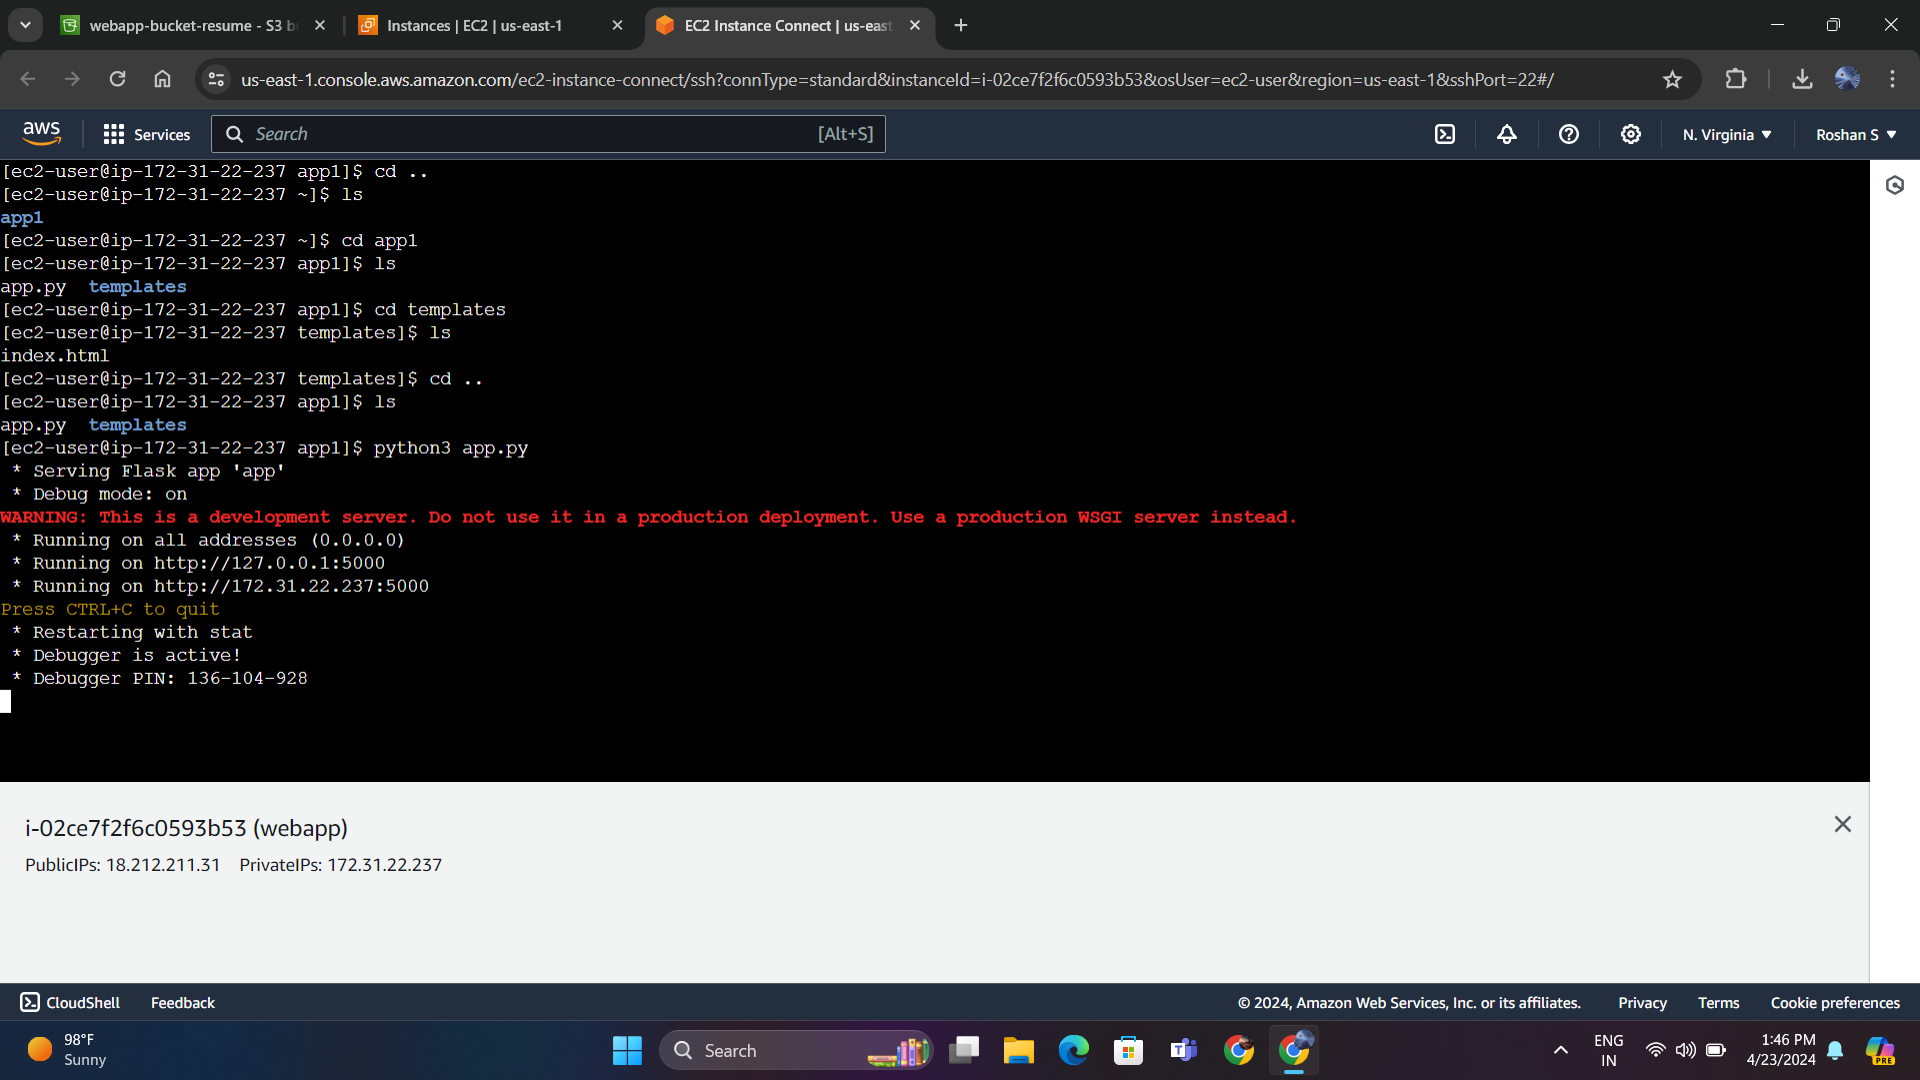 webapp-bucket-resume - S3 b
Instances | EC2 | us-east-1
EC2 Instance Connect | us-eas
us-east-1.console.aws.amazon.com/ec2-instance-connect/ssh?connType=standard&instanceId=i-02ce7f2f6c0593b53&osUser=ec2-user&region=us-east-1&sshPort=22#/
aws
Services
Search
[Alt+S]
N. Virginia
Roshan S
[ec2-user@ip-172-31-22-237 app1]$ cd ..
[ec2-user@ip-172-31-22-237 ~]$ ls
app1
[ec2-user@ip-172-31-22-237 ~]$ cd app1
[ec2-user@ip-172-31-22-237 app1]$ ls
app.py  templates
[ec2-user@ip-172-31-22-237 app1]$ cd templates
[ec2-user@ip-172-31-22-237 templates]$ ls
index.html
[ec2-user@ip-172-31-22-237 templates]$ cd ..
[ec2-user@ip-172-31-22-237 app1]$ ls
app.py  templates
[ec2-user@ip-172-31-22-237 app1]$ python3 app.py
 * Serving Flask app 'app'
 * Debug mode: on
WARNING: This is a development server. Do not use it in a production deployment. Use a production WSGI server instead.
 * Running on all addresses (0.0.0.0)
 * Running on http://127.0.0.1:5000
 * Running on http://172.31.22.237:5000
Press CTRL+C to quit
 * Restarting with stat
 * Debugger is active!
 * Debugger PIN: 136-104-928
i-02ce7f2f6c0593b53 (webapp)
PublicIPs: 18.212.211.31 PrivateIPs: 172.31.22.237
CloudShell
Feedback
© 2024, Amazon Web Services, Inc. or its affiliates.
Privacy
Terms
Cookie preferences
98°F
Sunny
Search
ENG
IN
1:46 PM
4/23/2024
PRE